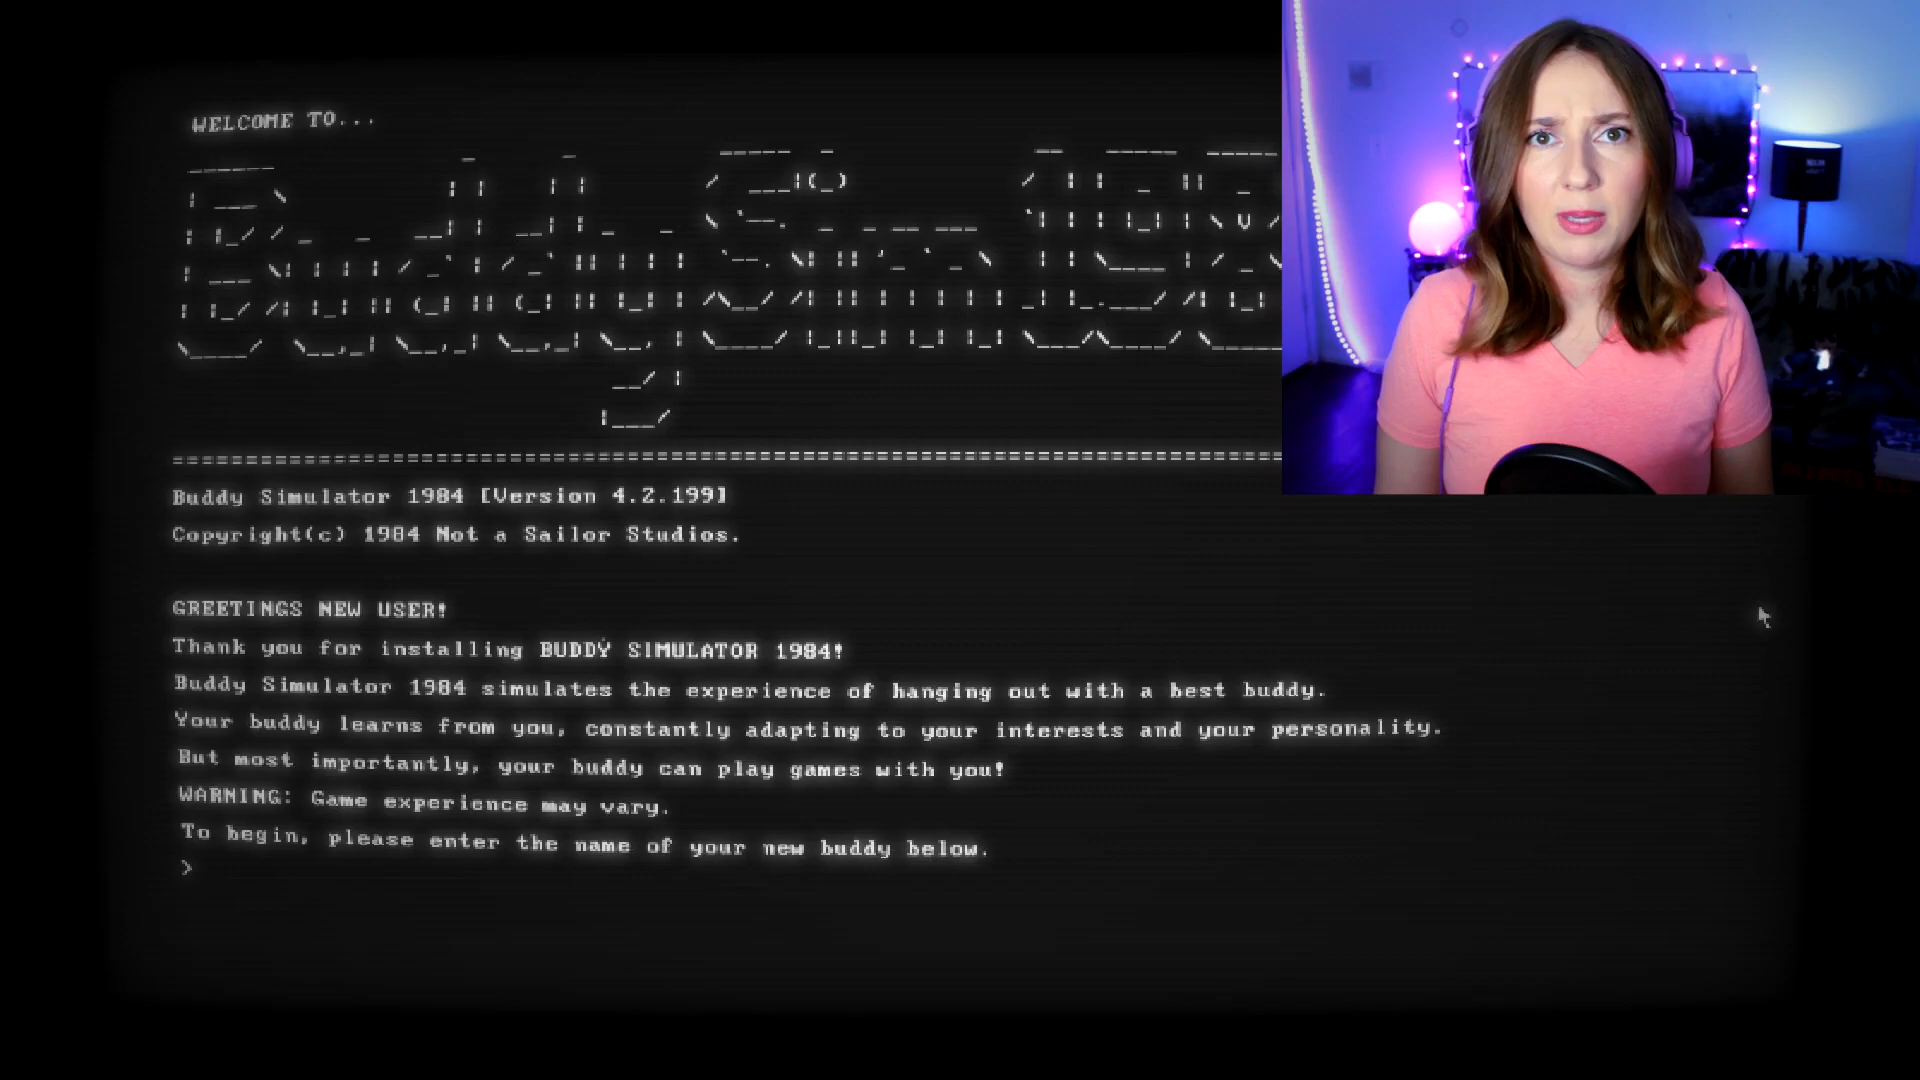 WELCOME TO...
Buddy Sim 198
==========================================================================
Buddy Simulator 1984 [Version 4.2.199]
Copyright(c) 1984 Not a Sailor Studios.
GREETINGS NEW USER!
Thank you for installing BUDDY SIMULATOR 1984!
Buddy Simulator 1984 simulates the experience of hanging out with a best buddy.
Your buddy learns from you, constantly adapting to your interests and your personality.
But most importantly, your buddy can play games with you!
WARNING: Game experience may vary.
To begin, please enter the name of your new buddy below.
>